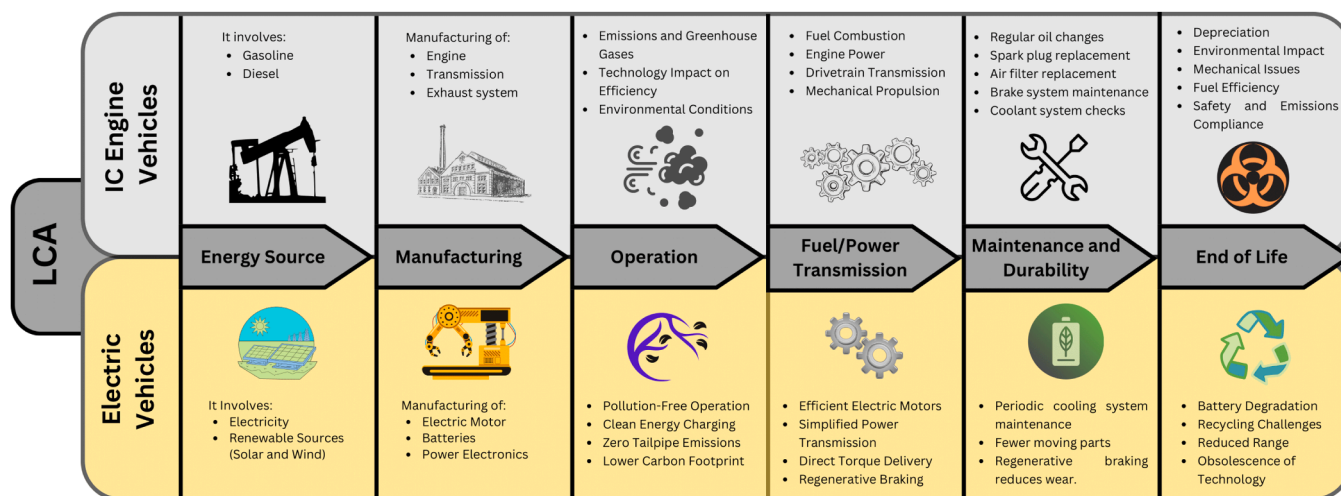 LCA
IC Engine
Vehicles
It involves:
• Gasoline
• Diesel
Manufacturing of:
• Engine
• Transmission
• Exhaust system
• Emissions and Greenhouse
Gases
• Technology Impact on
Efficiency
• Environmental Conditions
• Fuel Combustion
• Engine Power
• Drivetrain Transmission
• Mechanical Propulsion
• Regular oil changes
• Spark plug replacement
• Air filter replacement
• Brake system maintenance
• Coolant system checks
• Depreciation
• Environmental Impact
• Mechanical Issues
• Fuel Efficiency
• Safety and Emissions
Compliance
Energy Source
Manufacturing
Operation
Fuel/Power
Transmission
Maintenance and
Durability
End of Life
Electric
Vehicles
It Involves:
• Electricity
• Renewable Sources
(Solar and Wind)
Manufacturing of:
• Electric Motor
• Batteries
• Power Electronics
• Pollution-Free Operation
• Clean Energy Charging
• Zero Tailpipe Emissions
• Lower Carbon Footprint
• Efficient Electric Motors
• Simplified Power
Transmission
• Direct Torque Delivery
• Regenerative Braking
• Periodic cooling system
maintenance
• Fewer moving parts
• Regenerative braking
reduces wear.
• Battery Degradation
• Recycling Challenges
• Reduced Range
• Obsolescence of
Technology